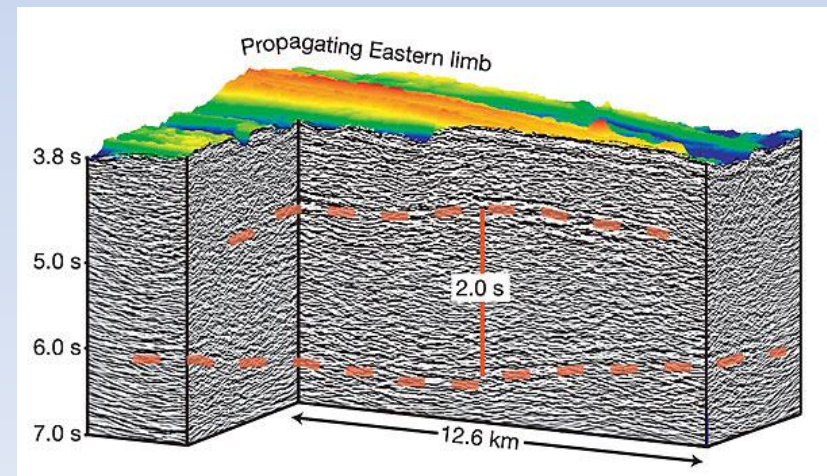 Propagating Eastern limb
3.8 s
5.0 s
2.0 s
6.0 s
7.0 s
12.6 km